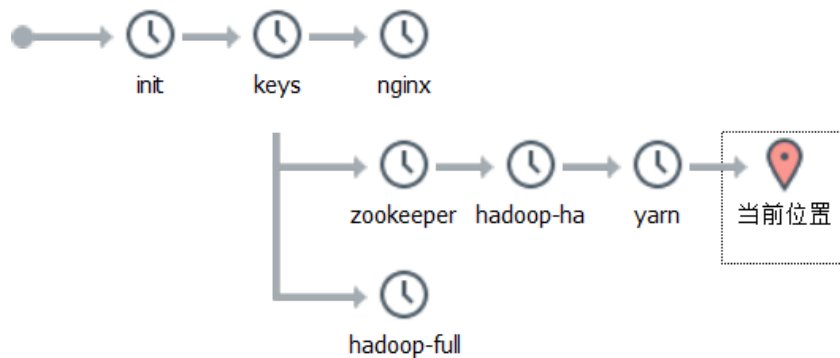 init
keys
nginx
zookeeper
hadoop-ha
yarn
当前位置
hadoop-full